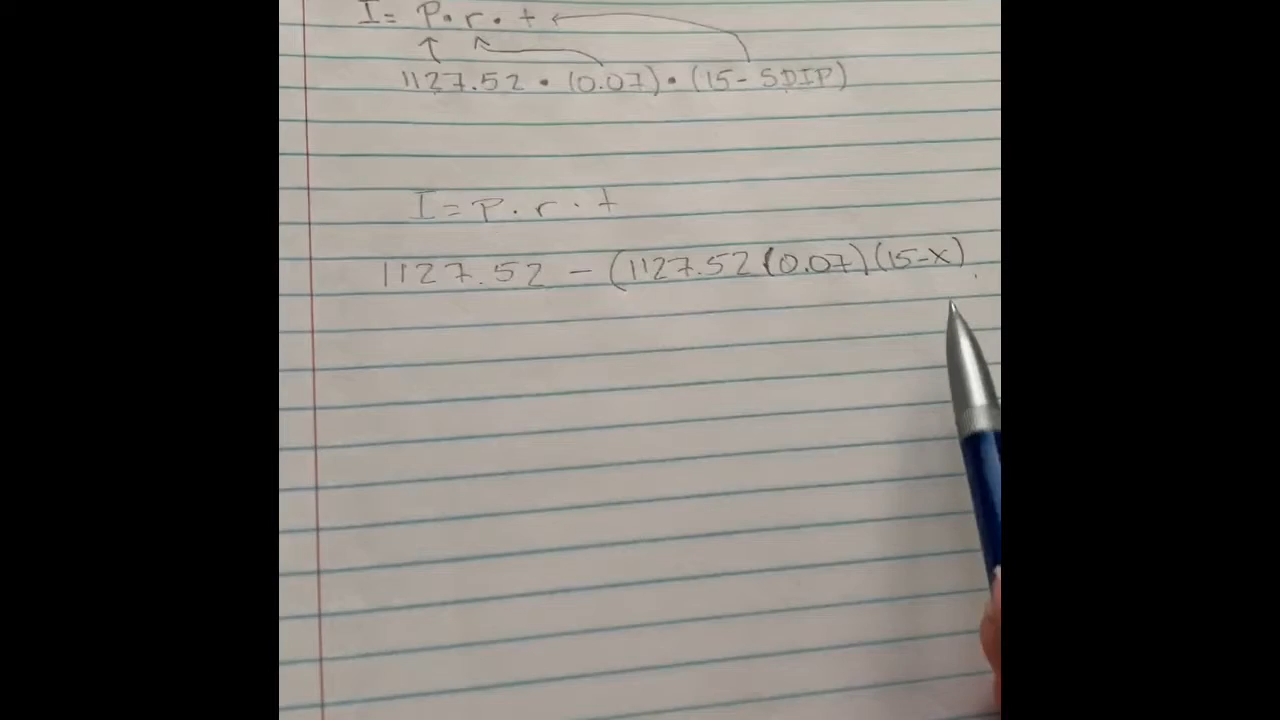 I = P · r · t
1127.52 · (0.07) · (15 - SDIP)
I = P · r · t
1127.52 - (1127.52(0.07)(15-x)